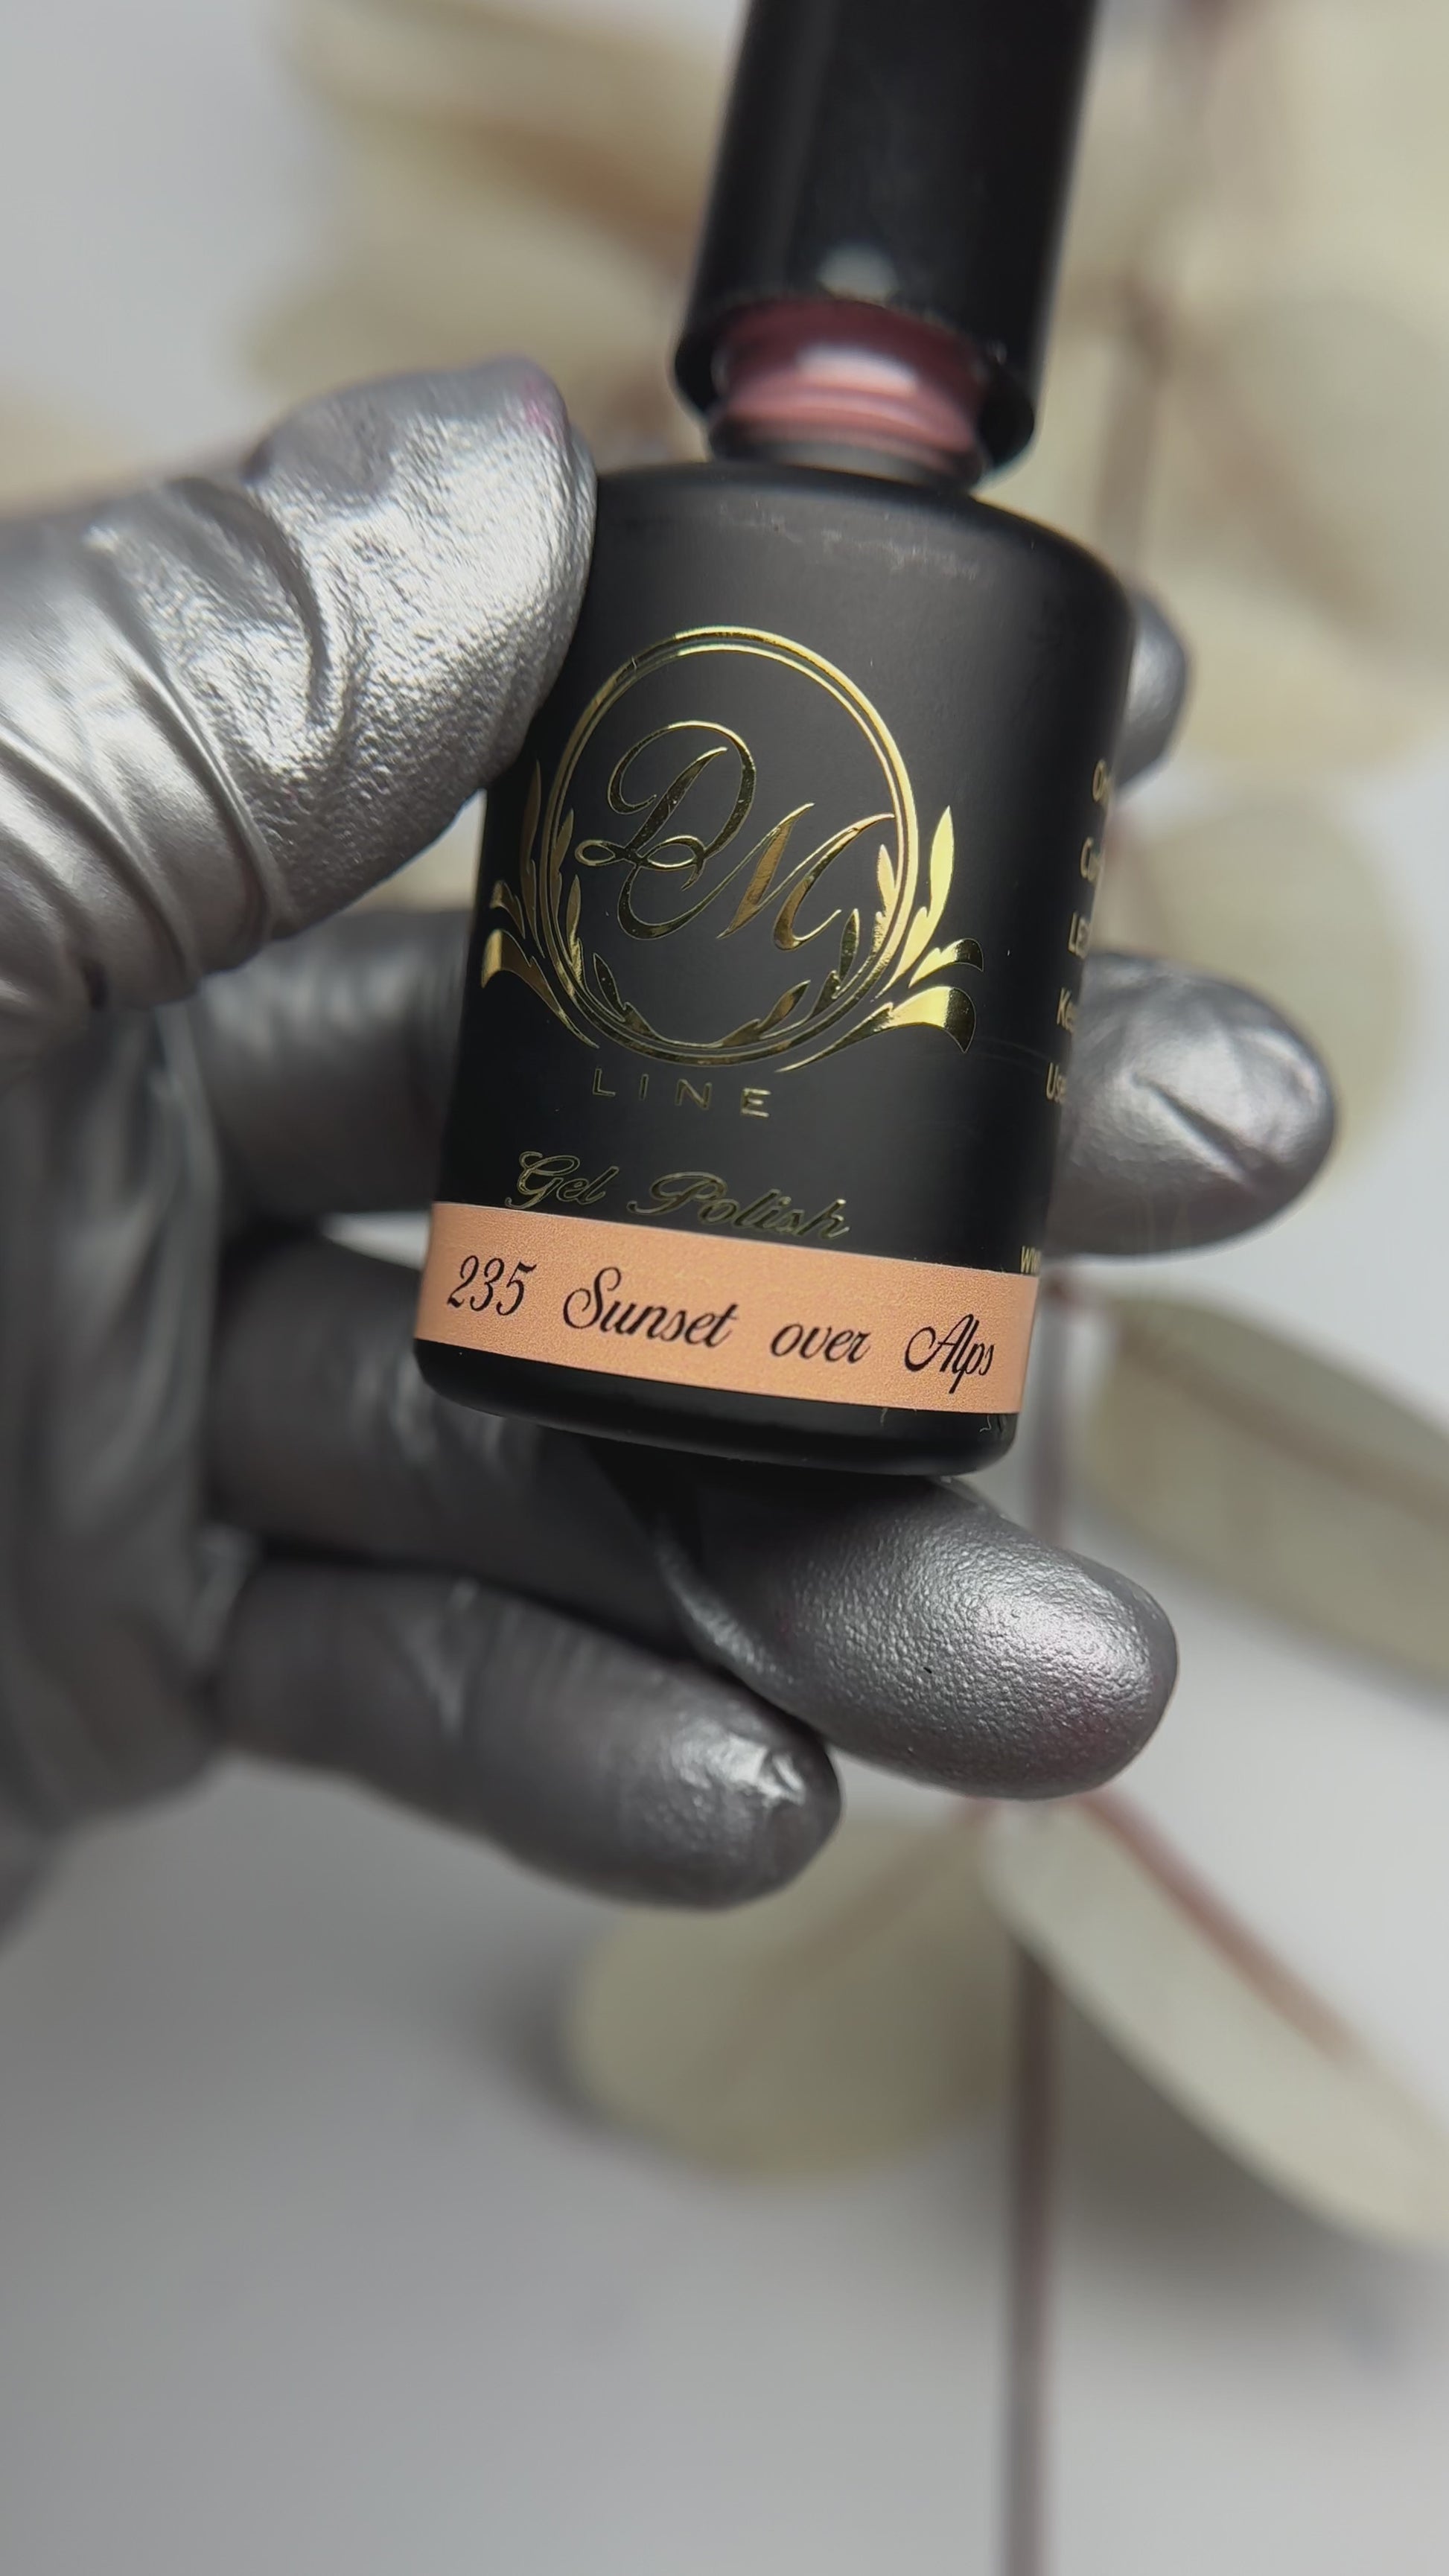 DM
LINE
Gel Polish
235 Sunset over Alps